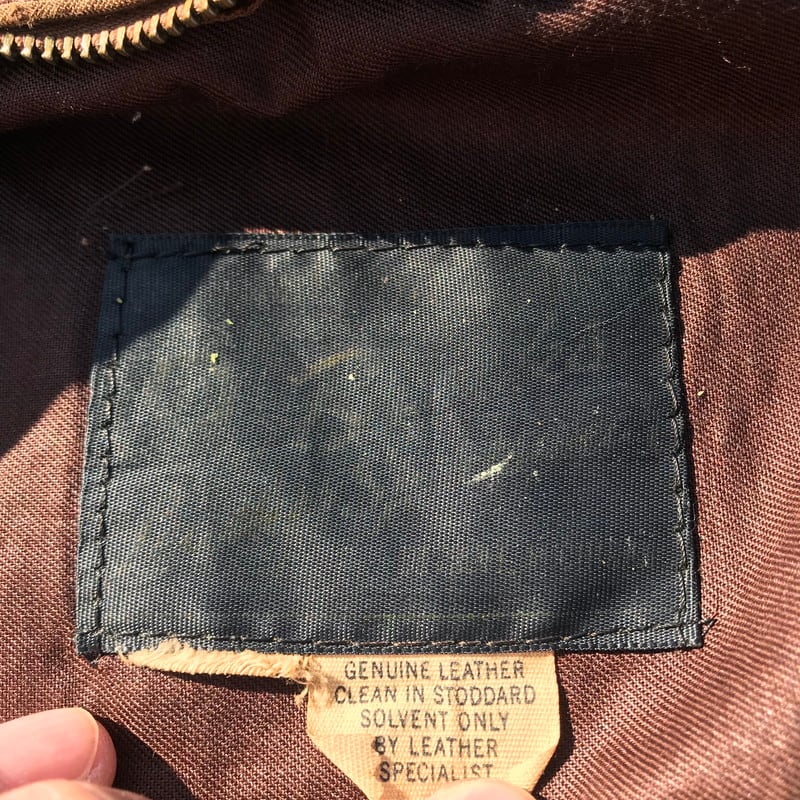 GENUINE LEATHER
CLEAN IN STODDARD
SOLVENT ONLY
BY LEATHER
SPECIALIST